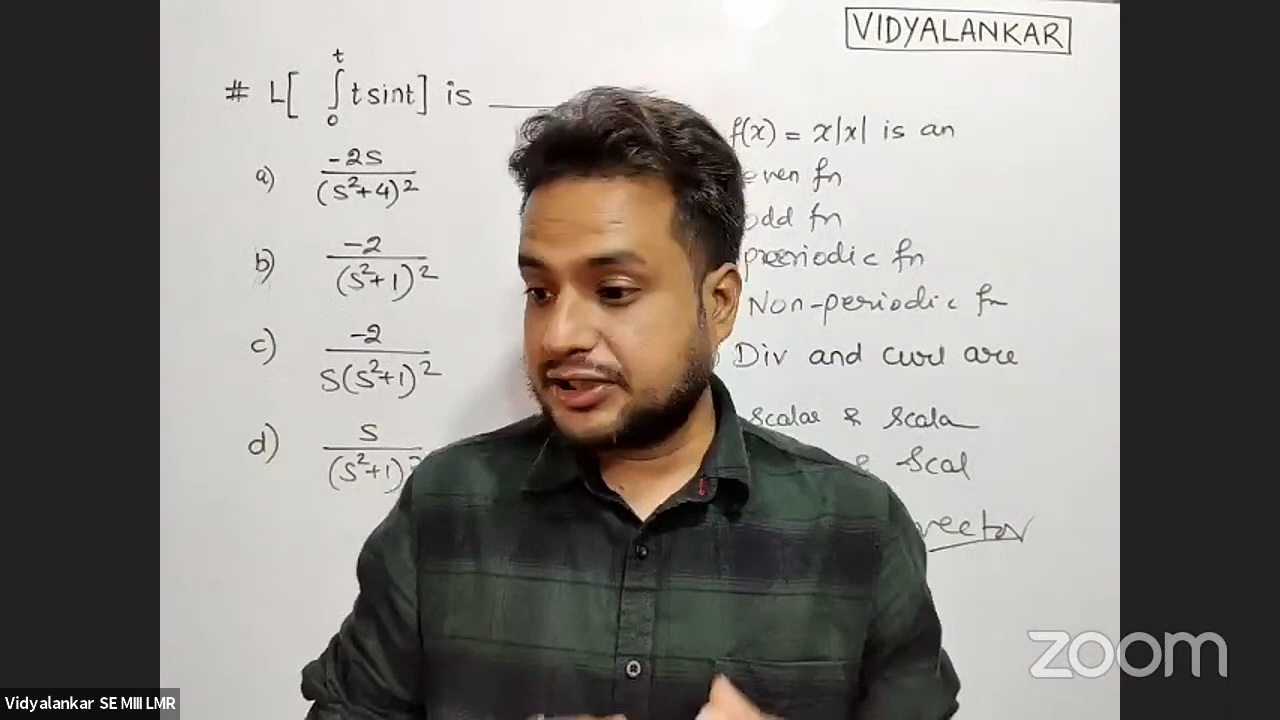 VIDYALANKAR
# L[ ∫₀ᵗ t sint] is ____
a) -2s/(s²+4)²
b) -2/(s²+1)²
c) -2/s(s²+1)²
d) s/(s²+1)²
f(x) = x|x| is an
even fn
odd fn
periodic fn
Non-periodic fn
Div and curl are
scalar & scala
& scal
vector
zoom
Vidyalankar SE MIII LMR